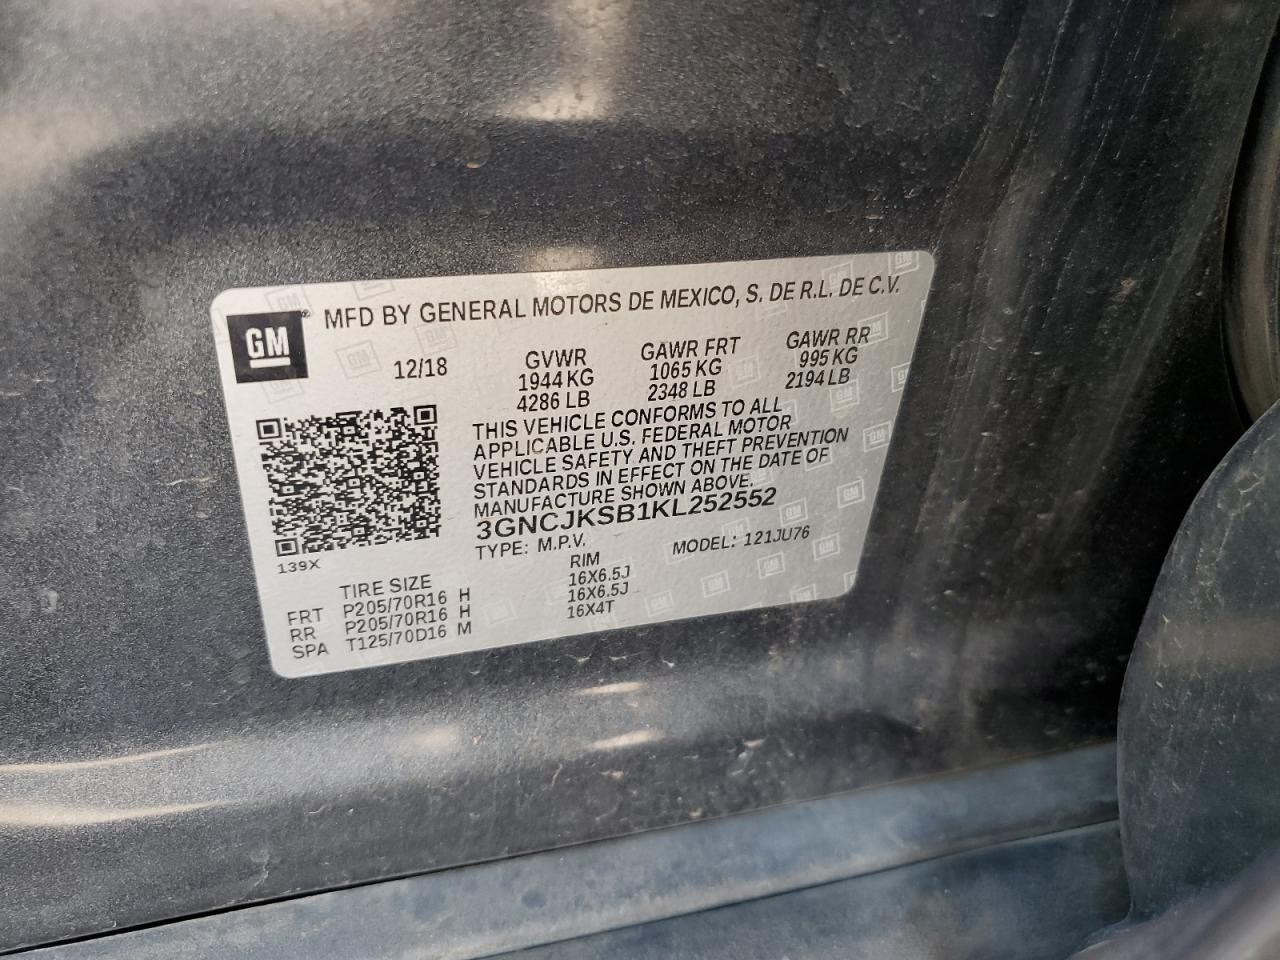 GM
MFD BY GENERAL MOTORS DE MEXICO, S. DE R.L. DE C.V.
12/18
GVWR
1944 KG
4286 LB
GAWR FRT
1065 KG
2348 LB
GAWR RR
995 KG
2194 LB
THIS VEHICLE CONFORMS TO ALL
APPLICABLE U.S. FEDERAL MOTOR
VEHICLE SAFETY AND THEFT PREVENTION
STANDARDS IN EFFECT ON THE DATE OF
MANUFACTURE SHOWN ABOVE.
3GNCJKSB1KL252552
TYPE: M.P.V.
MODEL: 121JU76
139X
TIRE SIZE
RIM
FRT P205/70R16 H 16X6.5J
RR P205/70R16 H 16X6.5J
SPA T125/70D16 M 16X4T